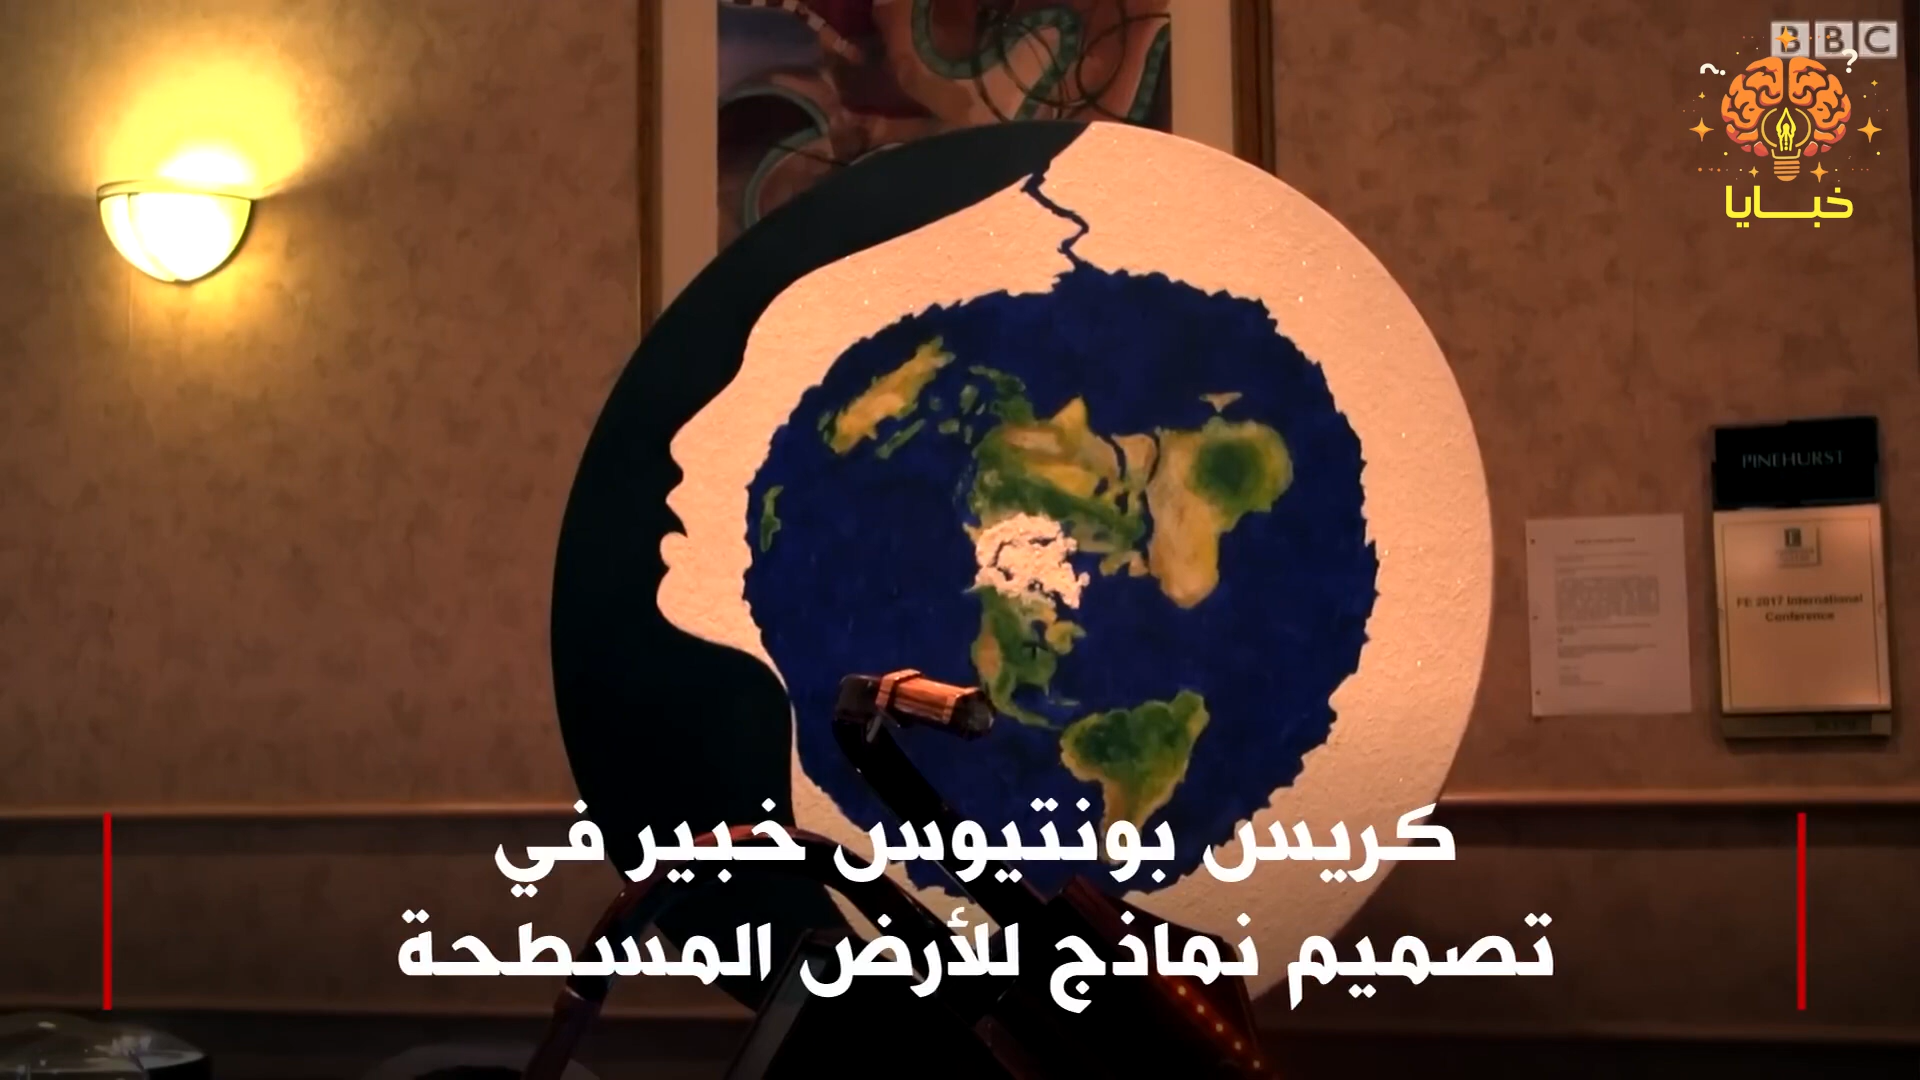 BBC
خبايا
PINEHURST
FE 2017 International
Conference
كريس بونتيوس خبير في
تصميم نماذج للأرض المسطحة